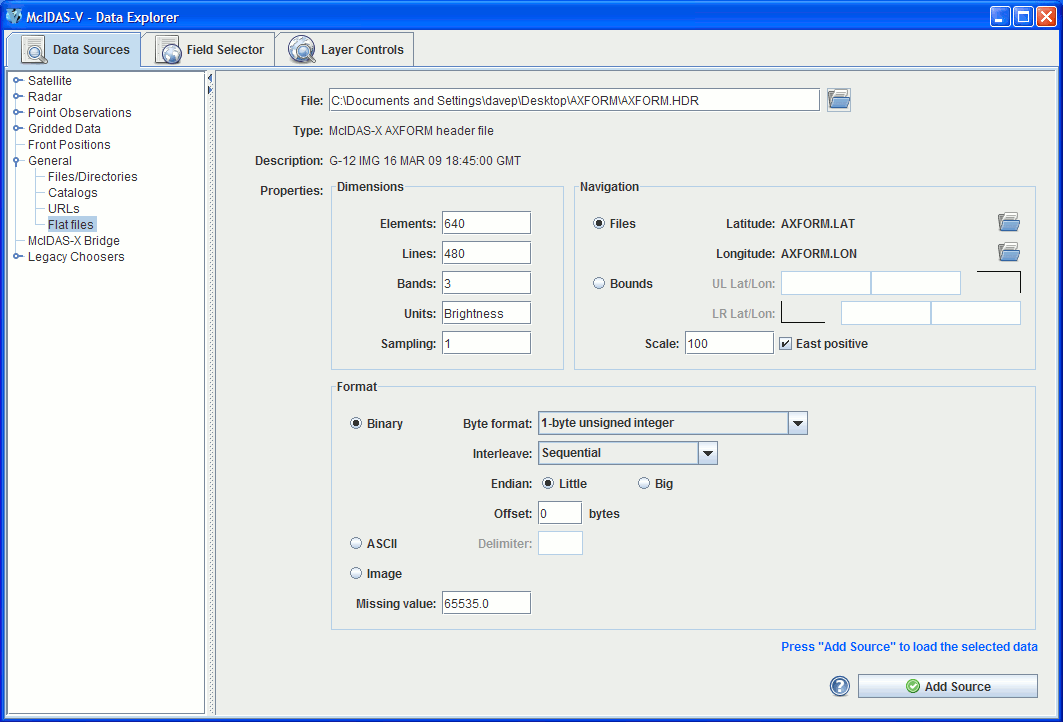 McIDAS-V - Data Explorer
Data Sources
Field Selector
Layer Controls
Satellite
Radar
Point Observations
Gridded Data
Front Positions
General
Files/Directories
Catalogs
URLs
Flat files
McIDAS-X Bridge
Legacy Choosers
File: C:\Documents and Settings\davep\Desktop\AXFORM\AXFORM.HDR
Type: McIDAS-X AXFORM header file
Description: G-12 IMG 16 MAR 09 18:45:00 GMT
Properties:
Dimensions
Elements: 640
Lines: 480
Bands: 3
Units: Brightness
Sampling: 1
Navigation
Files
Latitude: AXFORM.LAT
Longitude: AXFORM.LON
Bounds
UL Lat/Lon:
LR Lat/Lon:
Scale: 100
East positive
Format
Binary
Byte format: 1-byte unsigned integer
Interleave: Sequential
Endian: Little Big
Offset: 0 bytes
ASCII
Delimiter:
Image
Missing value: 65535.0
Press "Add Source" to load the selected data
? Add Source